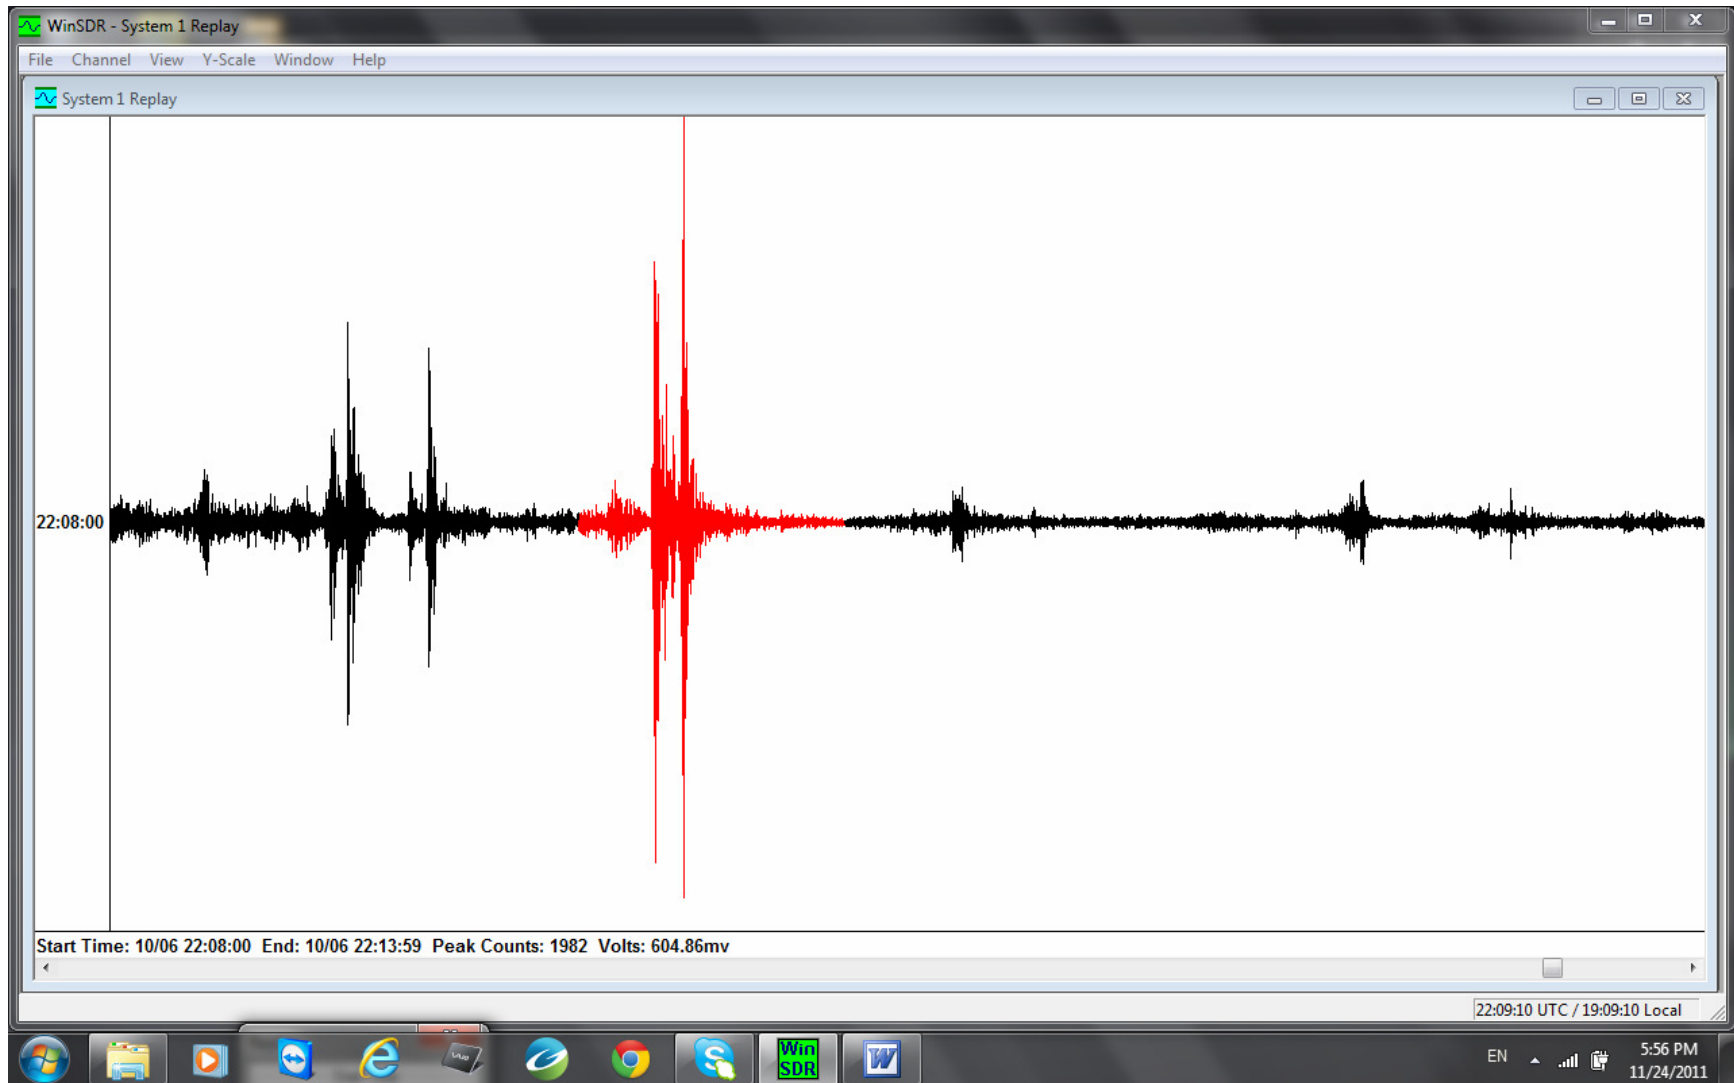 WinSDR - System 1 Replay
File Channel View Y-Scale Window Help
System 1 Replay
22:08:00
Start Time: 10/06 22:08:00 End: 10/06 22:13:59 Peak Counts: 1982 Volts: 604.86mv
22:09:10 UTC / 19:09:10 Local
Win
SDR
W
EN
5:56 PM
11/24/2011